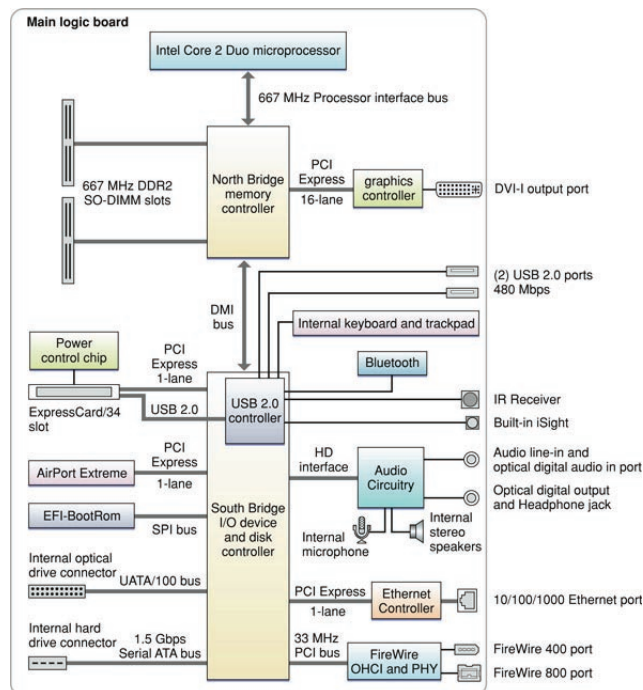 Main logic board
Intel Core 2 Duo microprocessor
667 MHz Processor interface bus
667 MHz DDR2
SO-DIMM slots
North Bridge
memory
controller
PCI
Express
16-lane
graphics
controller
DVI-I output port
DMI
bus
(2) USB 2.0 ports
480 Mbps
Internal keyboard and trackpad
Power
control chip
PCI
Express
1-lane
USB 2.0
ExpressCard/34
slot
USB 2.0
controller
Bluetooth
IR Receiver
Built-in iSight
AirPort Extreme
PCI
Express
1-lane
HD
interface
Audio
Circuitry
Audio line-in and
optical digital audio in port
Optical digital output
and Headphone jack
EFI-BootRom
SPI bus
South Bridge
I/O device
and disk
controller
Internal
microphone
Internal
stereo
speakers
Internal optical
drive connector
UATA/100 bus
PCI Express
1-lane
Ethernet
Controller
10/100/1000 Ethernet port
Internal hard
drive connector
1.5 Gbps
Serial ATA bus
33 MHz
PCI bus
FireWire
OHCI and PHY
FireWire 400 port
FireWire 800 port